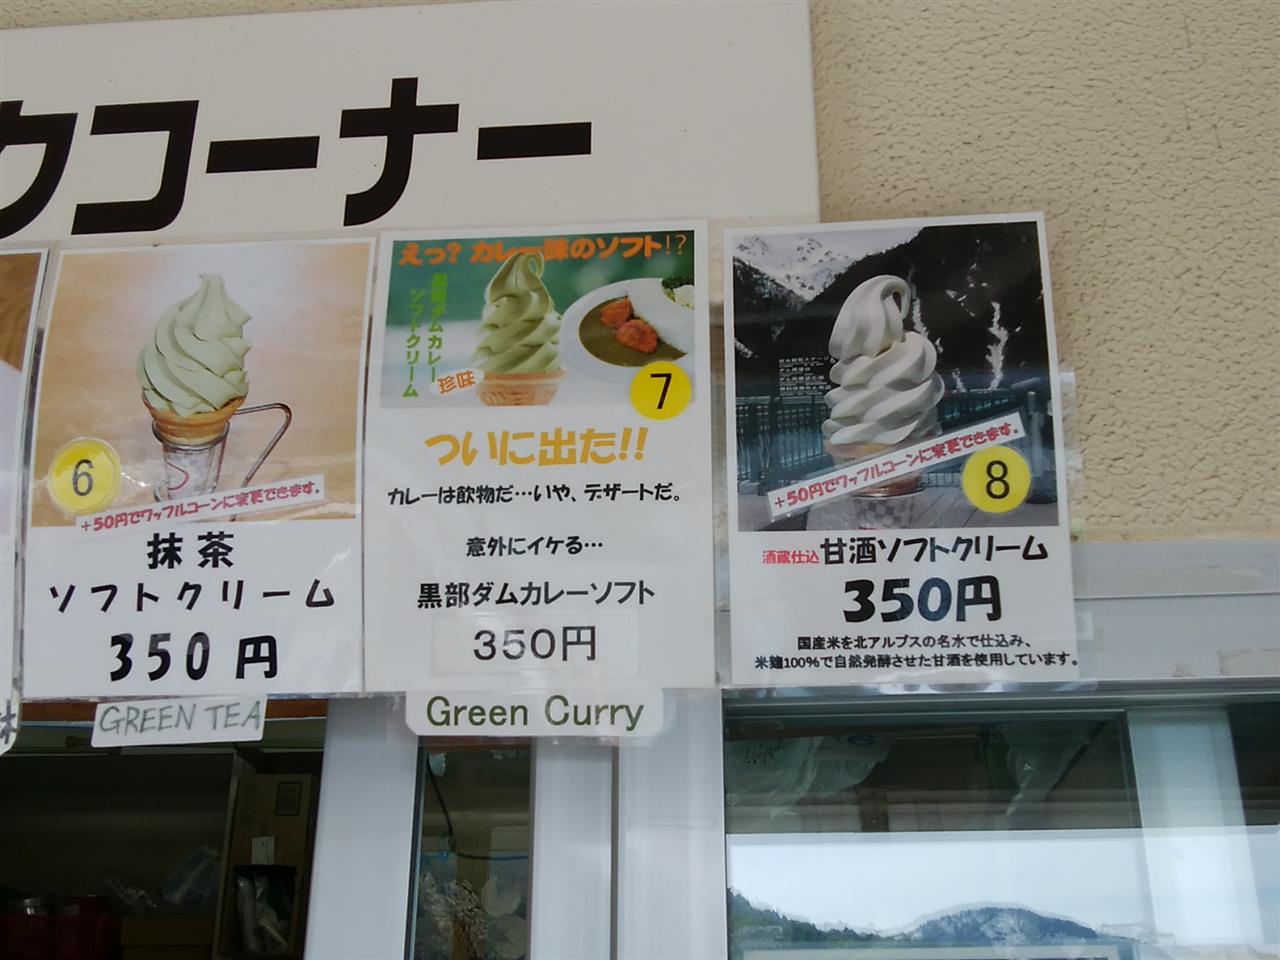 クコーナー
6
+50円でワッフルコーンに変更できます。
抹茶
ソフトクリーム
350円
GREEN TEA
えっ? カレー味のソフト!?
黒部ダムカレー
ソフトクリーム
珍味
7
ついに出た!!
カレーは飲物だ…いや、デザートだ。
意外にイケる…
黒部ダムカレーソフト
350円
Green Curry
+50円でワッフルコーンに変更できます。
8
酒蔵仕込 甘酒ソフトクリーム
350円
国産米を北アルプスの名水で仕込み、
米麹100%で自然発酵させた甘酒を使用しています。